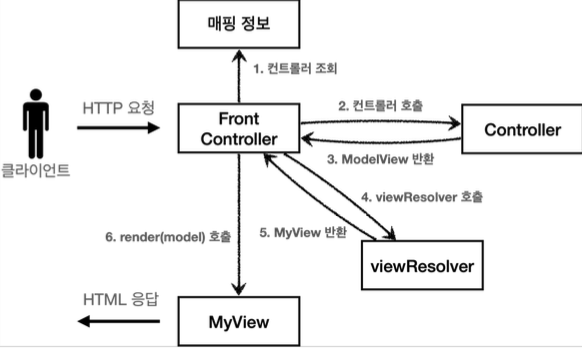 매핑 정보
1. 컨트롤러 조회
HTTP 요청
Front
Controller
2. 컨트롤러 호출
Controller
3. ModelView 반환
클라이언트
4. viewResolver 호출
6. render(model) 호출
5. MyView 반환
viewResolver
HTML 응답
MyView